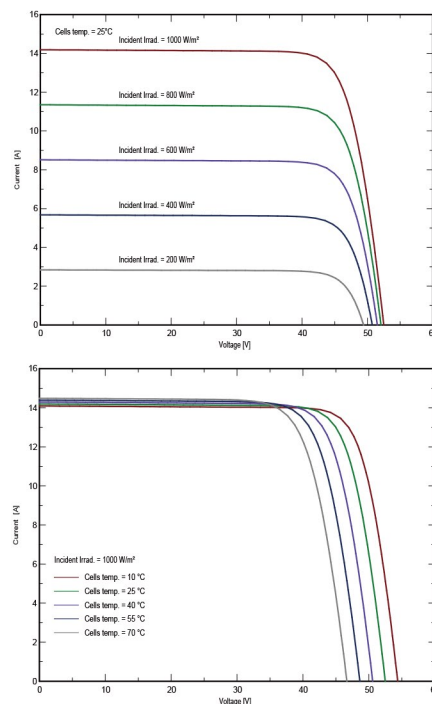 16
Cells temp. = 25°C
Incident Irrad. = 1000 W/m²
14
12
Incident Irrad. = 800 W/m²
10
Incident Irrad. = 600 W/m²
8
6
Incident Irrad. = 400 W/m²
4
Incident Irrad. = 200 W/m²
2
0
Current [A]
0 10 20 30 40 50 60
Voltage [V]
16
14
12
10
8
6
4
2
0
Current [A]
Incident Irrad. = 1000 W/m²
Cells temp. = 10 °C
Cells temp. = 25 °C
Cells temp. = 40 °C
Cells temp. = 55 °C
Cells temp. = 70 °C
0 10 20 30 40 50
Voltage [V]